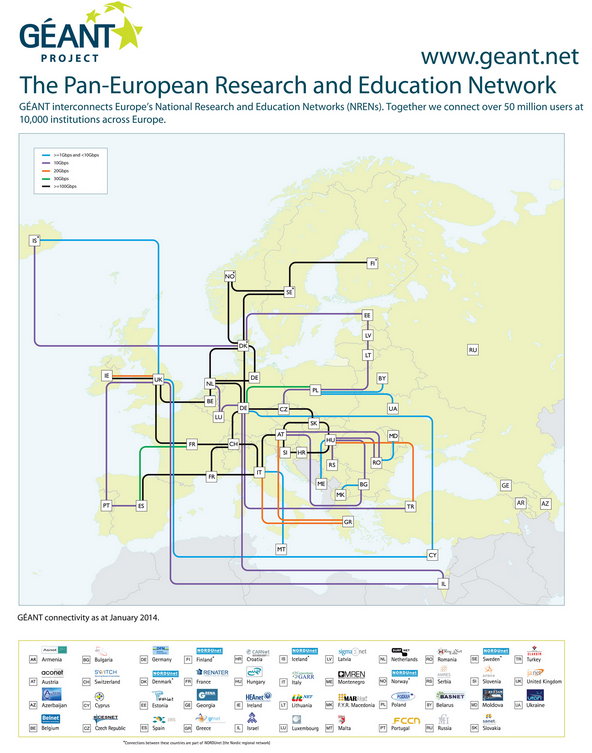 GÉANT
PROJECT
www.geant.net
The Pan-European Research and Education Network
GÉANT interconnects Europe's National Research and Education Networks (NRENs). Together we connect over 50 million users at
10,000 institutions across Europe.
>=1Gbps and <10Gbps
10Gbps
20Gbps
30Gbps
>=100Gbps
IS*
NO*
FI*
SE*
EE
DK*
LV
RU
LT
IE
UK
NL
DE
BY
PL
BE
LU
DE
CZ
UA
SK
AT
HU
MD
FR
CH
SI
HR
RS
RO
FR
IT
ME
BG
GE
MK
PT
ES
TR
AR
AZ
GR
MT
CY
IL
GÉANT connectivity as at January 2014.
AR Armenia
BG Bulgaria
DE Germany
FI Finland*
HR Croatia
IS Iceland*
LV Latvia
Netherlands
RO Romania
SE Sweden*
TR Turkey
AT Austria
CH Switzerland
DK Denmark*
FR France
HU Hungary
IT Italy
ME Montenegro
NO Norway*
RS Serbia
SI Slovenia
UK United Kingdom
AZ Azerbaijan
CY Cyprus
EE Estonia
GE Georgia
IE Ireland
LT Lithuania
MK F.Y.R. Macedonia
PL Poland
BY Belarus
MD Moldova
UA Ukraine
BE Belgium
CZ Czech Republic
ES Spain
GR Greece
IL Israel
LU Luxembourg
MT Malta
PT Portugal
RU Russia
SK Slovakia
*Connections between these countries are part of NORDUnet (the Nordic regional network)